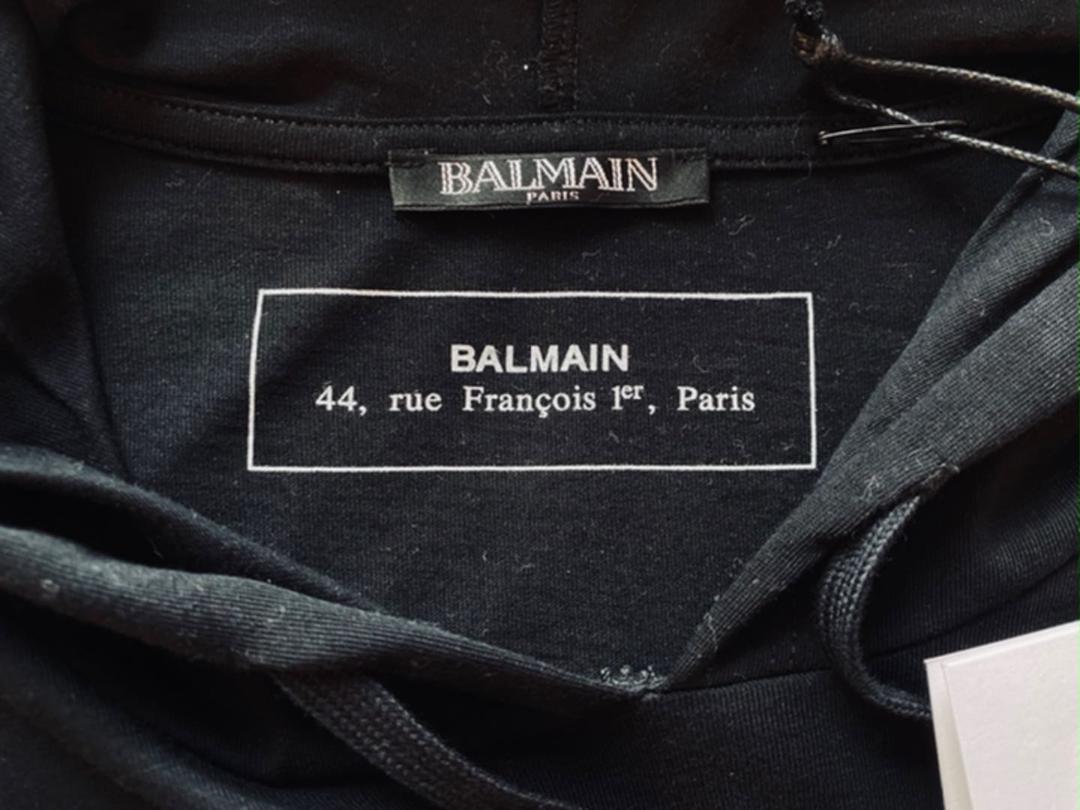 BALMAIN
PARIS
BALMAIN
44, rue François 1er, Paris